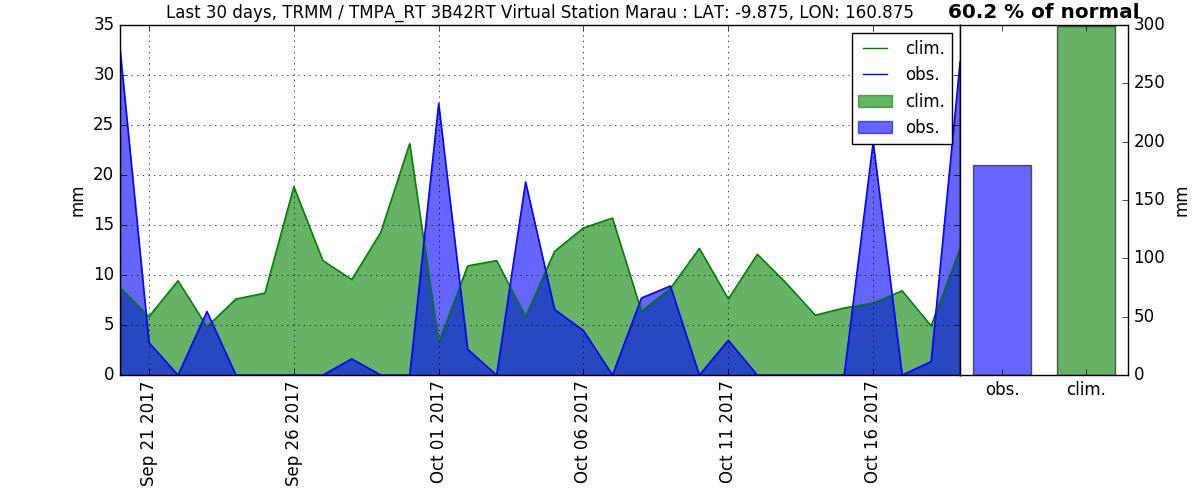 Last 30 days, TRMM / TMPA_RT 3B42RT Virtual Station Marau : LAT: -9.875, LON: 160.875
60.2 % of normal
35
30
25
20
15
10
5
0
mm
clim.
obs.
clim.
obs.
300
250
200
150
100
50
0
mm
obs.
clim.
Sep 21 2017
Sep 26 2017
Oct 01 2017
Oct 06 2017
Oct 11 2017
Oct 16 2017